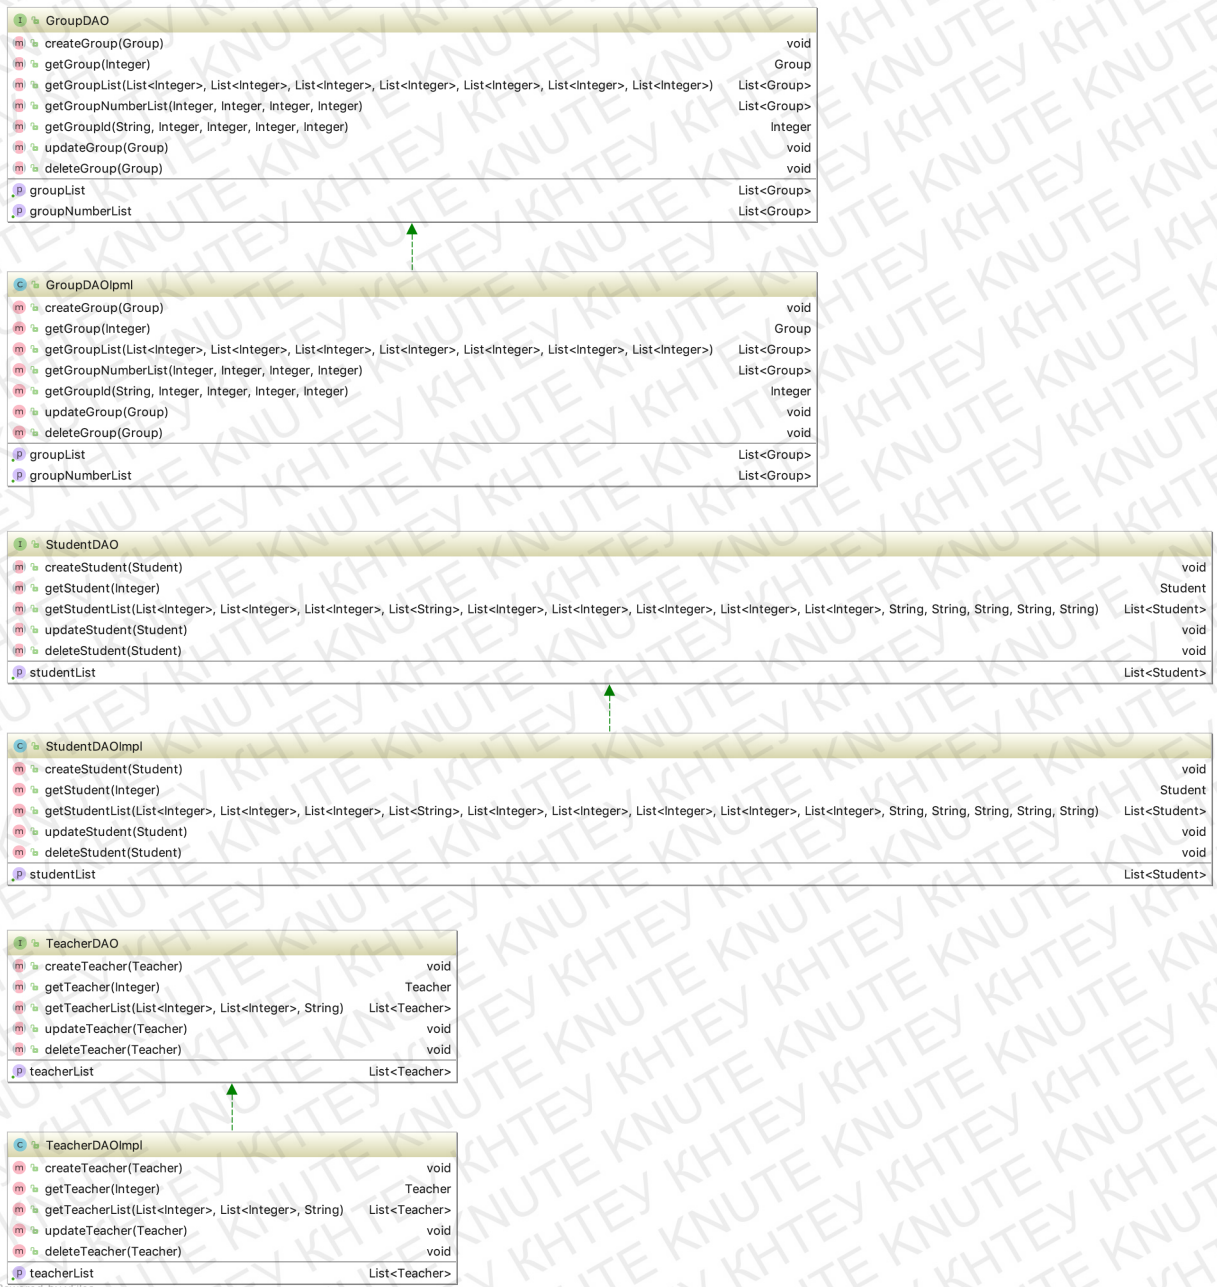 GroupDAO
createGroup(Group) void
getGroup(Integer) Group
getGroupList(List<Integer>, List<Integer>, List<Integer>, List<Integer>, List<Integer>, List<Integer>, List<Integer>) List<Group>
getGroupNumberList(Integer, Integer, Integer, Integer) List<Group>
getGroupId(String, Integer, Integer, Integer, Integer) Integer
updateGroup(Group) void
deleteGroup(Group) void
groupList List<Group>
groupNumberList List<Group>
GroupDAOIpml
createGroup(Group) void
getGroup(Integer) Group
getGroupList(List<Integer>, List<Integer>, List<Integer>, List<Integer>, List<Integer>, List<Integer>, List<Integer>) List<Group>
getGroupNumberList(Integer, Integer, Integer, Integer) List<Group>
getGroupId(String, Integer, Integer, Integer, Integer) Integer
updateGroup(Group) void
deleteGroup(Group) void
groupList List<Group>
groupNumberList List<Group>
StudentDAO
createStudent(Student) void
getStudent(Integer) Student
getStudentList(List<Integer>, List<Integer>, List<Integer>, List<String>, List<Integer>, List<Integer>, List<Integer>, List<Integer>, List<Integer>, String, String, String, String, String) List<Student>
updateStudent(Student) void
deleteStudent(Student) void
studentList List<Student>
StudentDAOImpl
createStudent(Student) void
getStudent(Integer) Student
getStudentList(List<Integer>, List<Integer>, List<Integer>, List<String>, List<Integer>, List<Integer>, List<Integer>, List<Integer>, List<Integer>, String, String, String, String, String) List<Student>
updateStudent(Student) void
deleteStudent(Student) void
studentList List<Student>
TeacherDAO
createTeacher(Teacher) void
getTeacher(Integer) Teacher
getTeacherList(List<Integer>, List<Integer>, String) List<Teacher>
updateTeacher(Teacher) void
deleteTeacher(Teacher) void
teacherList List<Teacher>
TeacherDAOImpl
createTeacher(Teacher) void
getTeacher(Integer) Teacher
getTeacherList(List<Integer>, List<Integer>, String) List<Teacher>
updateTeacher(Teacher) void
deleteTeacher(Teacher) void
teacherList List<Teacher>